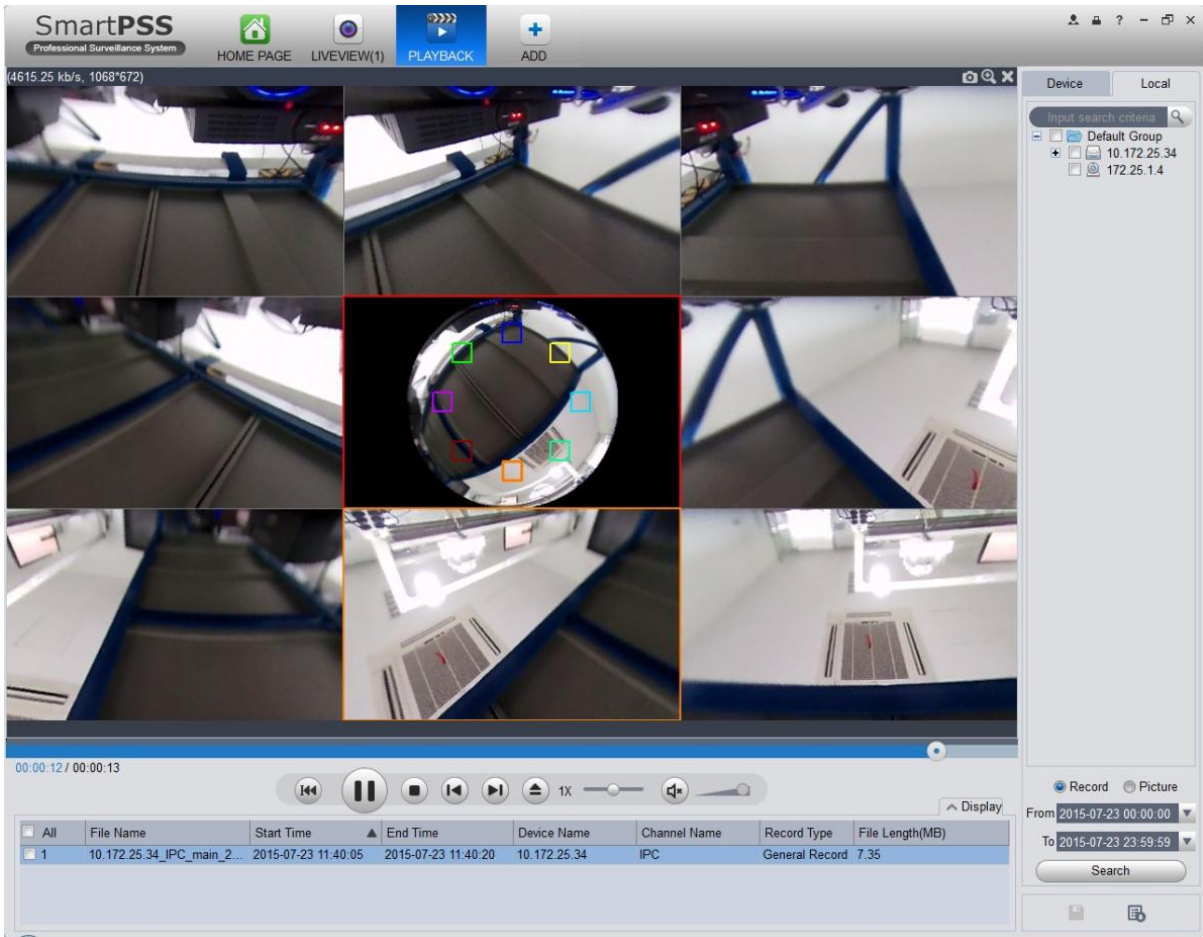 SmartPSS
Professional Surveillance System
HOME PAGE
LIVEVIEW(1)
PLAYBACK
ADD
?
(4615.25 kb/s, 1068*672)
Device
Local
Input search criteria
Default Group
10.172.25.34
172.25.1.4
00:00:12 / 00:00:13
1X
Record
Picture
Display
From 2015-07-23 00:00:00
To 2015-07-23 23:59:59
Search
All File Name Start Time End Time Device Name Channel Name Record Type File Length(MB)
1 10.172.25.34_IPC_main_2... 2015-07-23 11:40:05 2015-07-23 11:40:20 10.172.25.34 IPC General Record 7.35